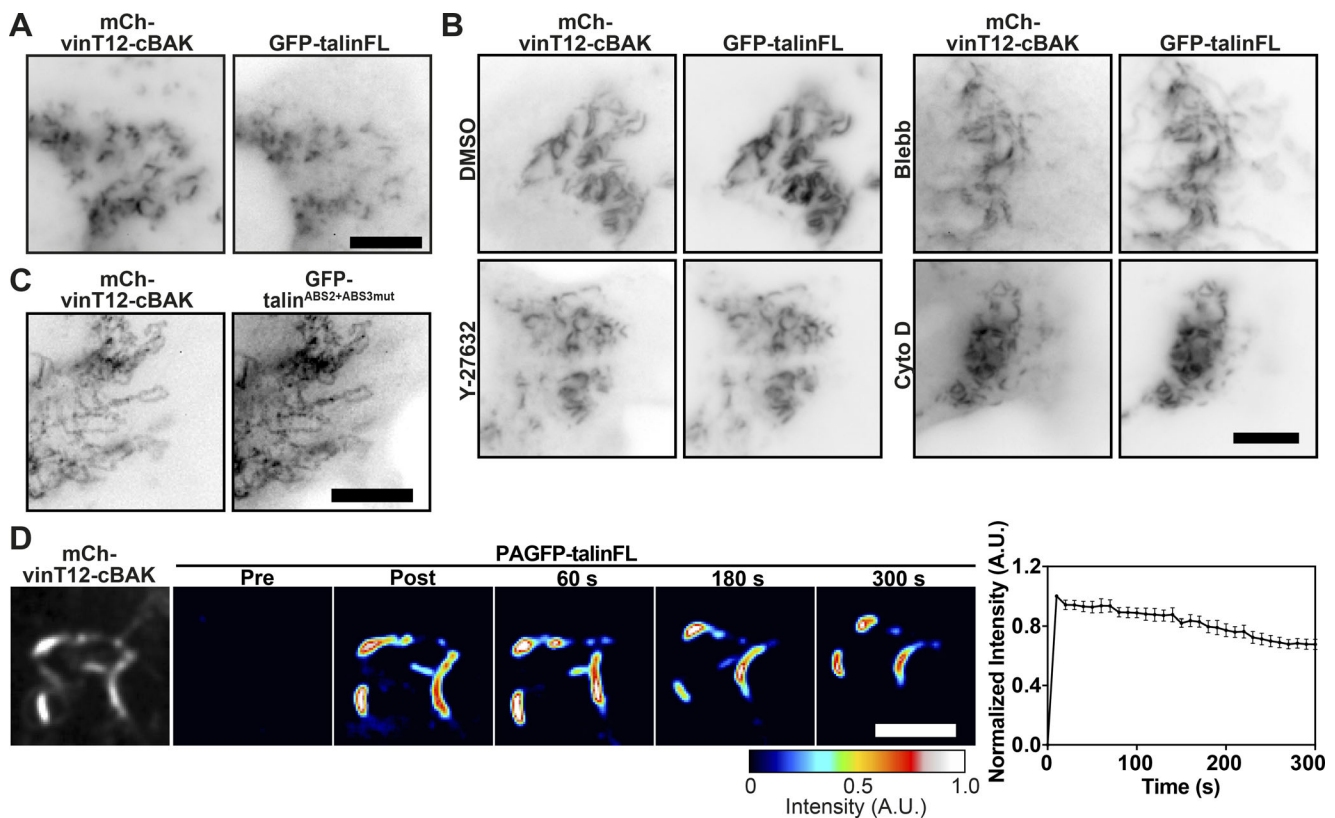 A
mCh-
vinT12-cBAK
GFP-talinFL
B
mCh-
vinT12-cBAK
GFP-talinFL
mCh-
vinT12-cBAK
GFP-talinFL
DMSO
Blebb
Y-27632
Cyto D
C
mCh-
vinT12-cBAK
GFP-
talinABS2+ABS3mut
D
mCh-
vinT12-cBAK
PAGFP-talinFL
Pre
Post
60 s
180 s
300 s
0
0.5
1.0
Intensity (A.U.)
Normalized Intensity (A.U.)
1.2
0.8
0.4
0.0
0
100
200
300
Time (s)